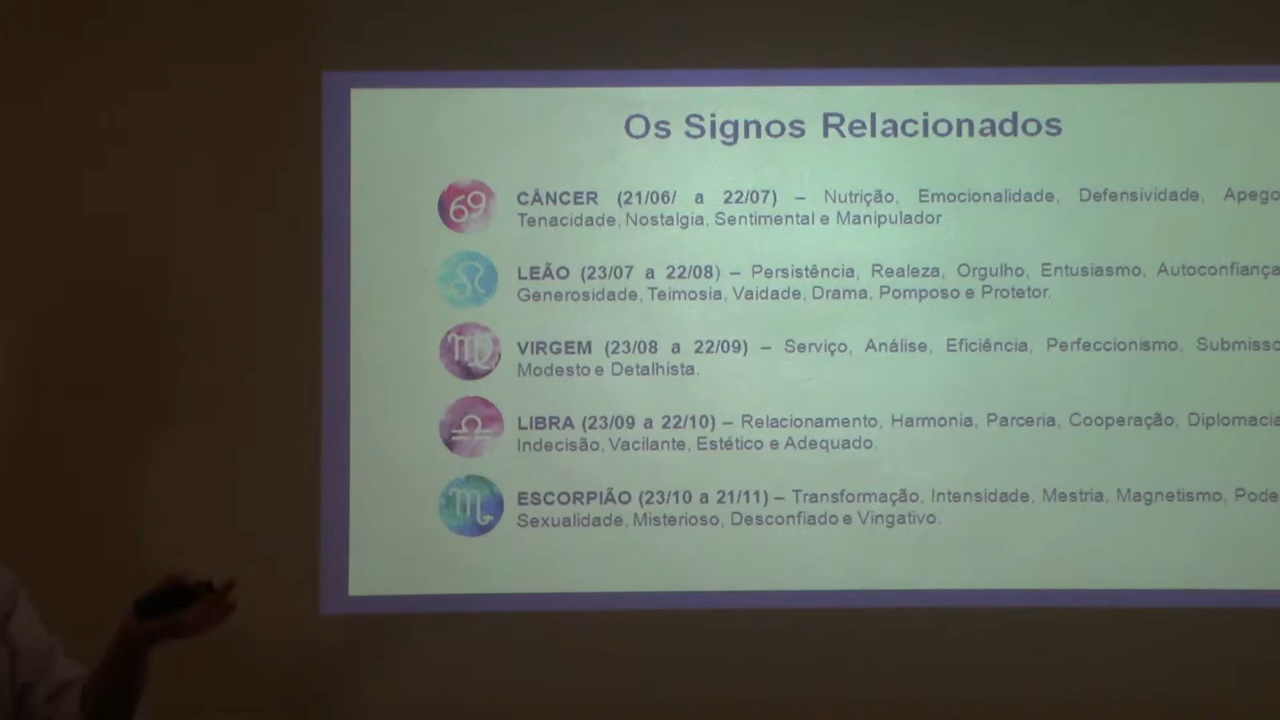 Os Signos Relacionados
CÂNCER (21/06/ a 22/07) – Nutrição, Emocionalidade, Defensividade, Apego
Tenacidade, Nostalgia, Sentimental e Manipulador
LEÃO (23/07 a 22/08) – Persistência, Realeza, Orgulho, Entusiasmo, Autoconfiança
Generosidade, Teimosia, Vaidade, Drama, Pomposo e Protetor.
VIRGEM (23/08 a 22/09) – Serviço, Análise, Eficiência, Perfeccionismo, Submisso
Modesto e Detalhista.
LIBRA (23/09 a 22/10) – Relacionamento, Harmonia, Parceria, Cooperação, Diplomacia
Indecisão, Vacilante, Estético e Adequado.
ESCORPIÃO (23/10 a 21/11) – Transformação, Intensidade, Mestria, Magnetismo, Pode
Sexualidade, Misterioso, Desconfiado e Vingativo.